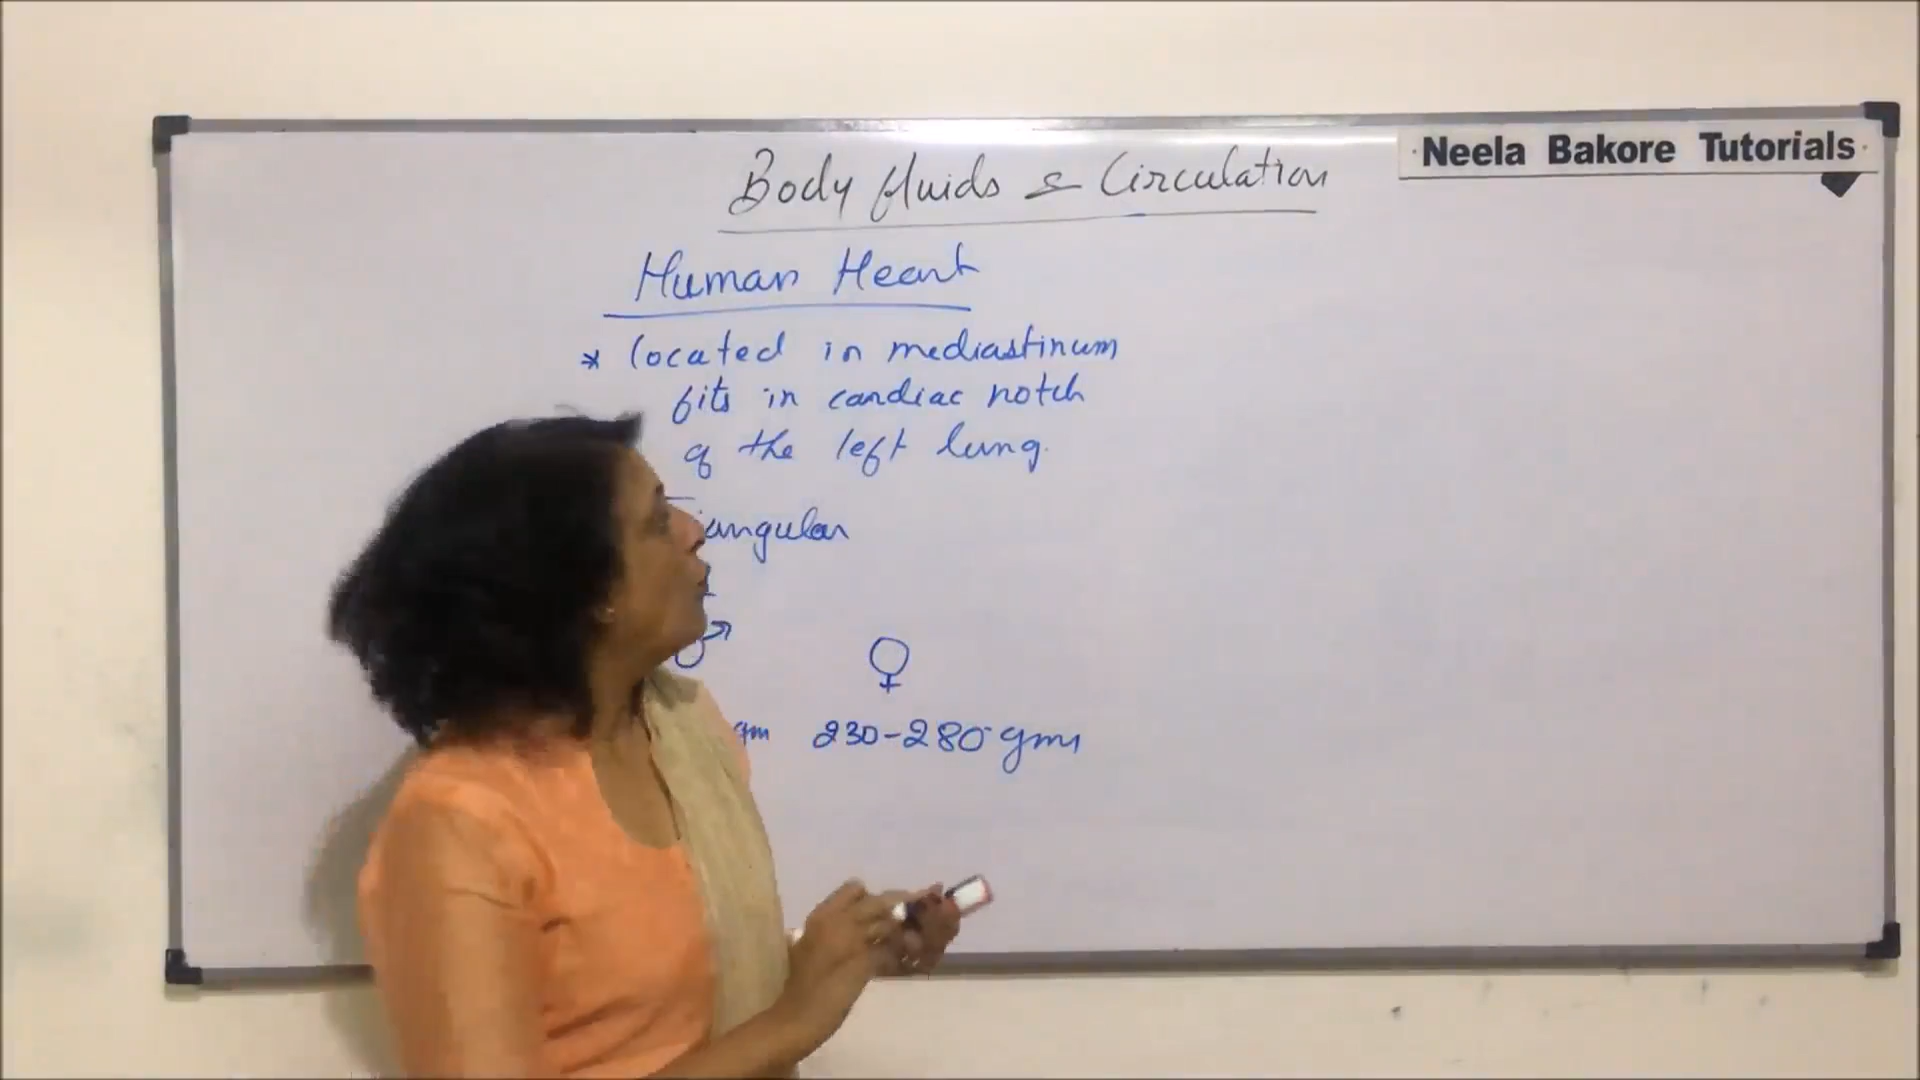 Neela Bakore Tutorials
Body fluids & Circulation
Human Heart
* located in mediastinum
fits in cardiac notch
of the left lung.
iangular
♂ ♀
gm 230-280 gms